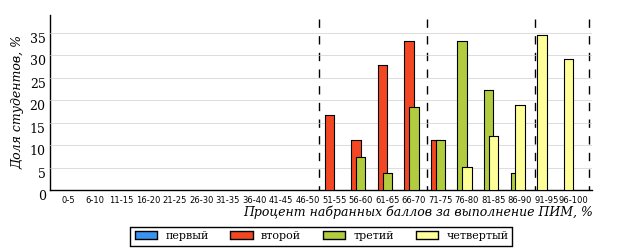 Доля студентов, %
35
30
25
20
15
10
5
0
0-5 6-10 11-15 16-20 21-25 26-30 31-35 36-40 41-45 46-50 51-55 56-60 61-65 66-70 71-75 76-80 81-85 86-90 91-95 96-100
Процент набранных баллов за выполнение ПИМ, %
первый второй третий четвертый